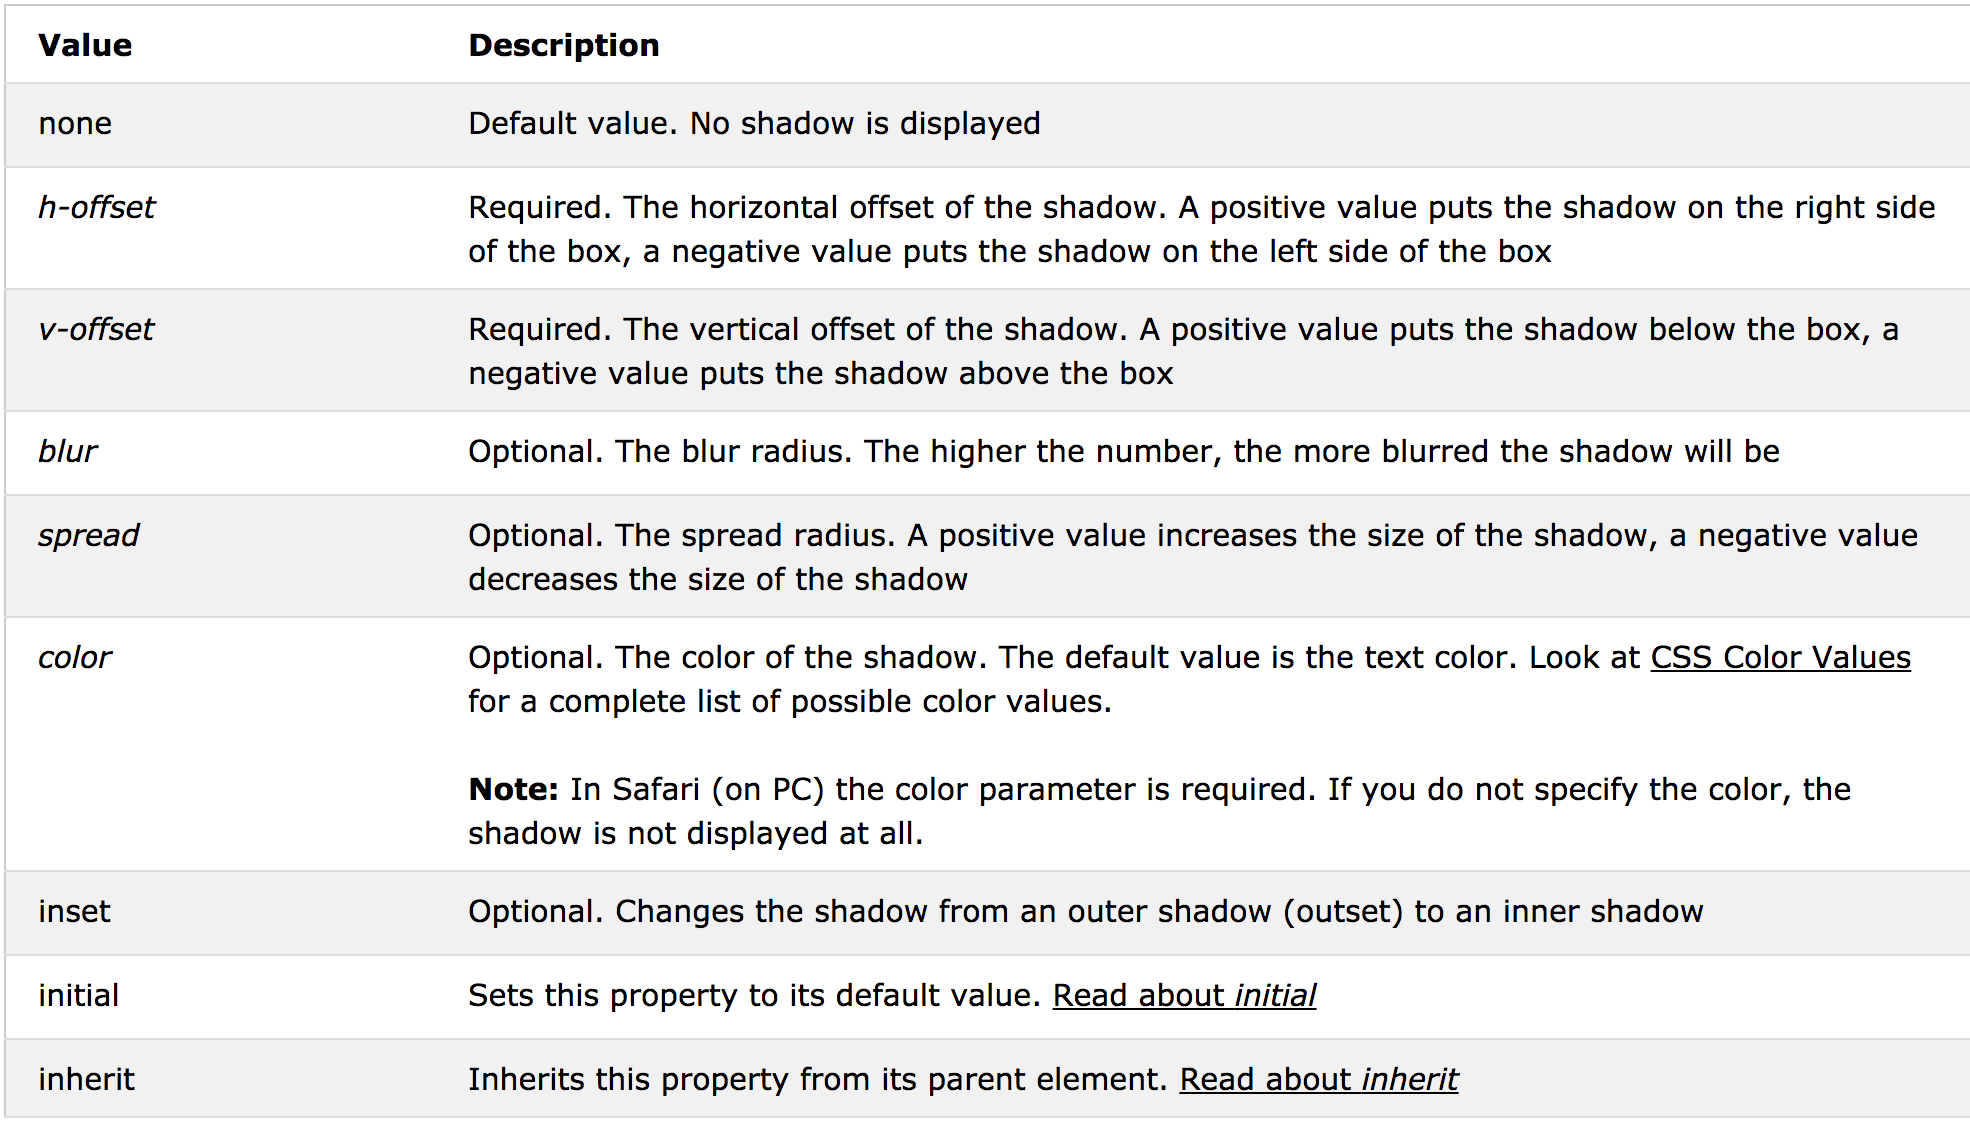 Value Description
none Default value. No shadow is displayed
h-offset Required. The horizontal offset of the shadow. A positive value puts the shadow on the right side
of the box, a negative value puts the shadow on the left side of the box
v-offset Required. The vertical offset of the shadow. A positive value puts the shadow below the box, a
negative value puts the shadow above the box
blur Optional. The blur radius. The higher the number, the more blurred the shadow will be
spread Optional. The spread radius. A positive value increases the size of the shadow, a negative value
decreases the size of the shadow
color Optional. The color of the shadow. The default value is the text color. Look at CSS Color Values
for a complete list of possible color values.
Note: In Safari (on PC) the color parameter is required. If you do not specify the color, the
shadow is not displayed at all.
inset Optional. Changes the shadow from an outer shadow (outset) to an inner shadow
initial Sets this property to its default value. Read about initial
inherit Inherits this property from its parent element. Read about inherit